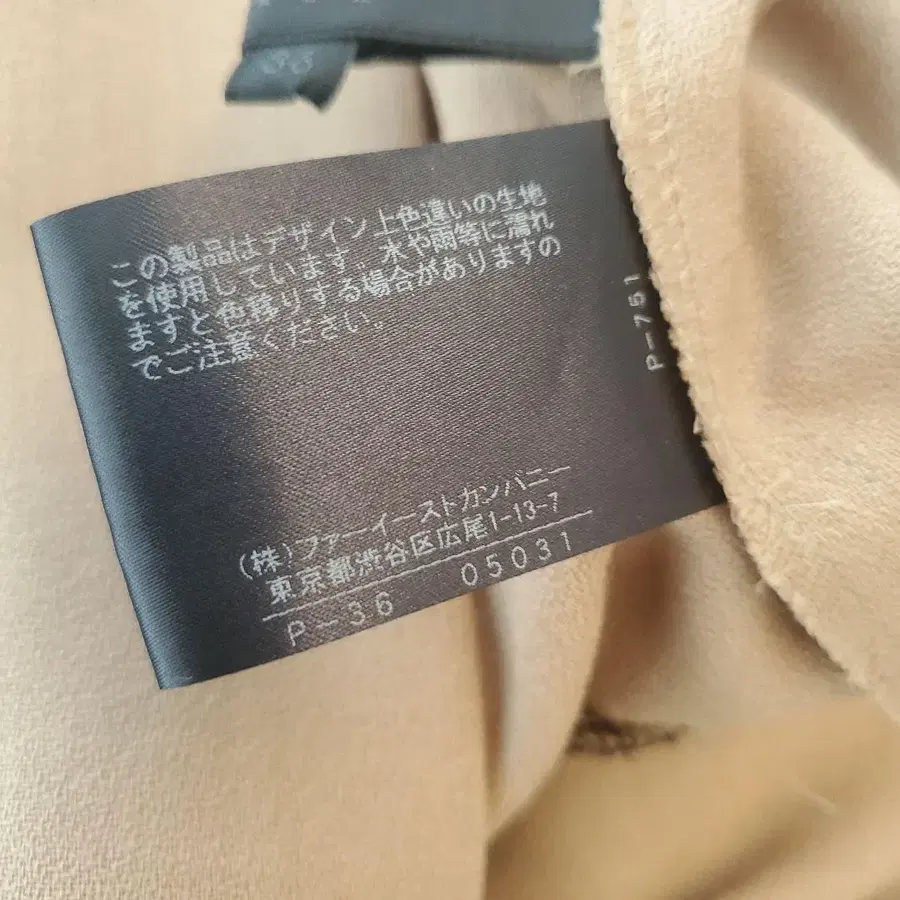 この製品はデザイン上色違いの生地
を使用しています。水や雨等に濡れ
ますと色移りする場合がありますの
でご注意ください。
P-751
(株)ファーイーストカンパニー
東京都渋谷区広尾1-13-7
P-36 05031